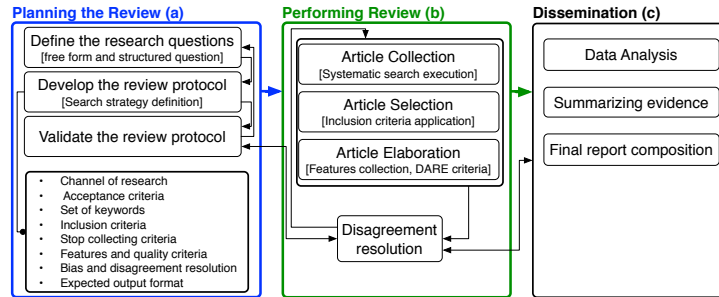 Planning the Review (a)
Define the research questions
[free form and structured question]
Develop the review protocol
[Search strategy definition]
Validate the review protocol
• Channel of research
• Acceptance criteria
• Set of keywords
• Inclusion criteria
• Stop collecting criteria
• Features and quality criteria
• Bias and disagreement resolution
• Expected output format
Performing Review (b)
Article Collection
[Systematic search execution]
Article Selection
[Inclusion criteria application]
Article Elaboration
[Features collection, DARE criteria]
Disagreement
resolution
Dissemination (c)
Data Analysis
Summarizing evidence
Final report composition